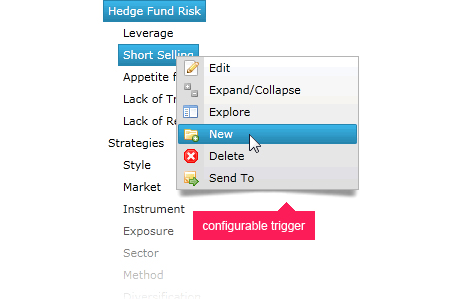 Hedge Fund Risk
Leverage
Short Selling
Appetite f
Lack of Tr
Lack of Re
Strategies
Style
Market
Instrument
Exposure
Sector
Method
Diversification
Edit
Expand/Collapse
Explore
New
Delete
Send To
configurable trigger